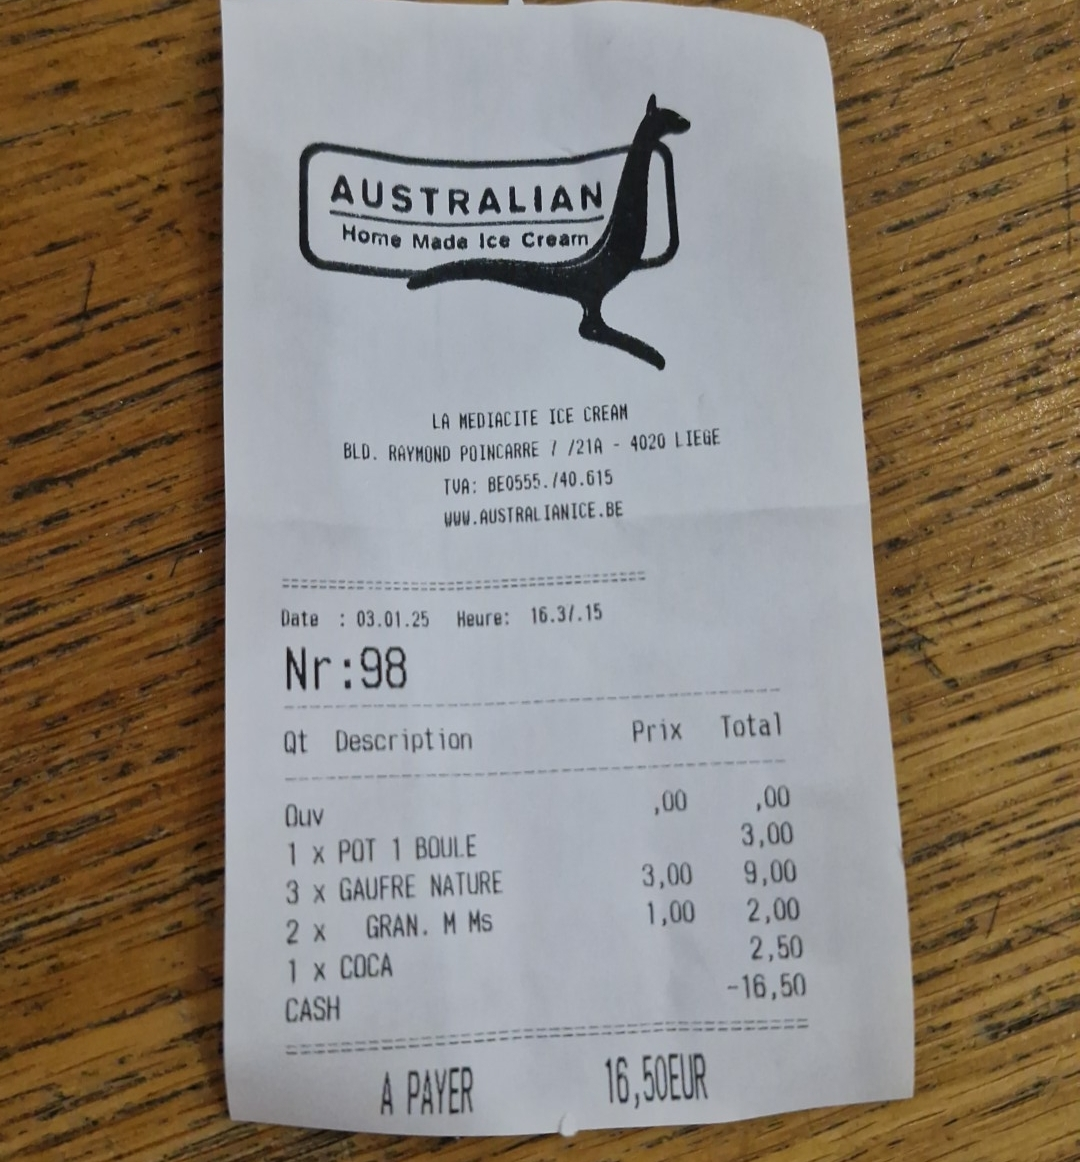 AUSTRALIAN
Home Made Ice Cream
LA MEDIACITE ICE CREAM
BLD. RAYMOND POINCARRE 7 /21A - 4020 LIEGE
TVA: BE0555.740.615
WWW.AUSTRALIANICE.BE
Date : 03.01.25 Heure: 16.37.15
Nr:98
Qt Description Prix Total
Ouv ,00 ,00
1 x POT 1 BOULE 3,00
3 x GAUFRE NATURE 3,00 9,00
2 x GRAN. M Ms 1,00 2,00
1 x COCA 2,50
CASH -16,50
A PAYER 16,50EUR